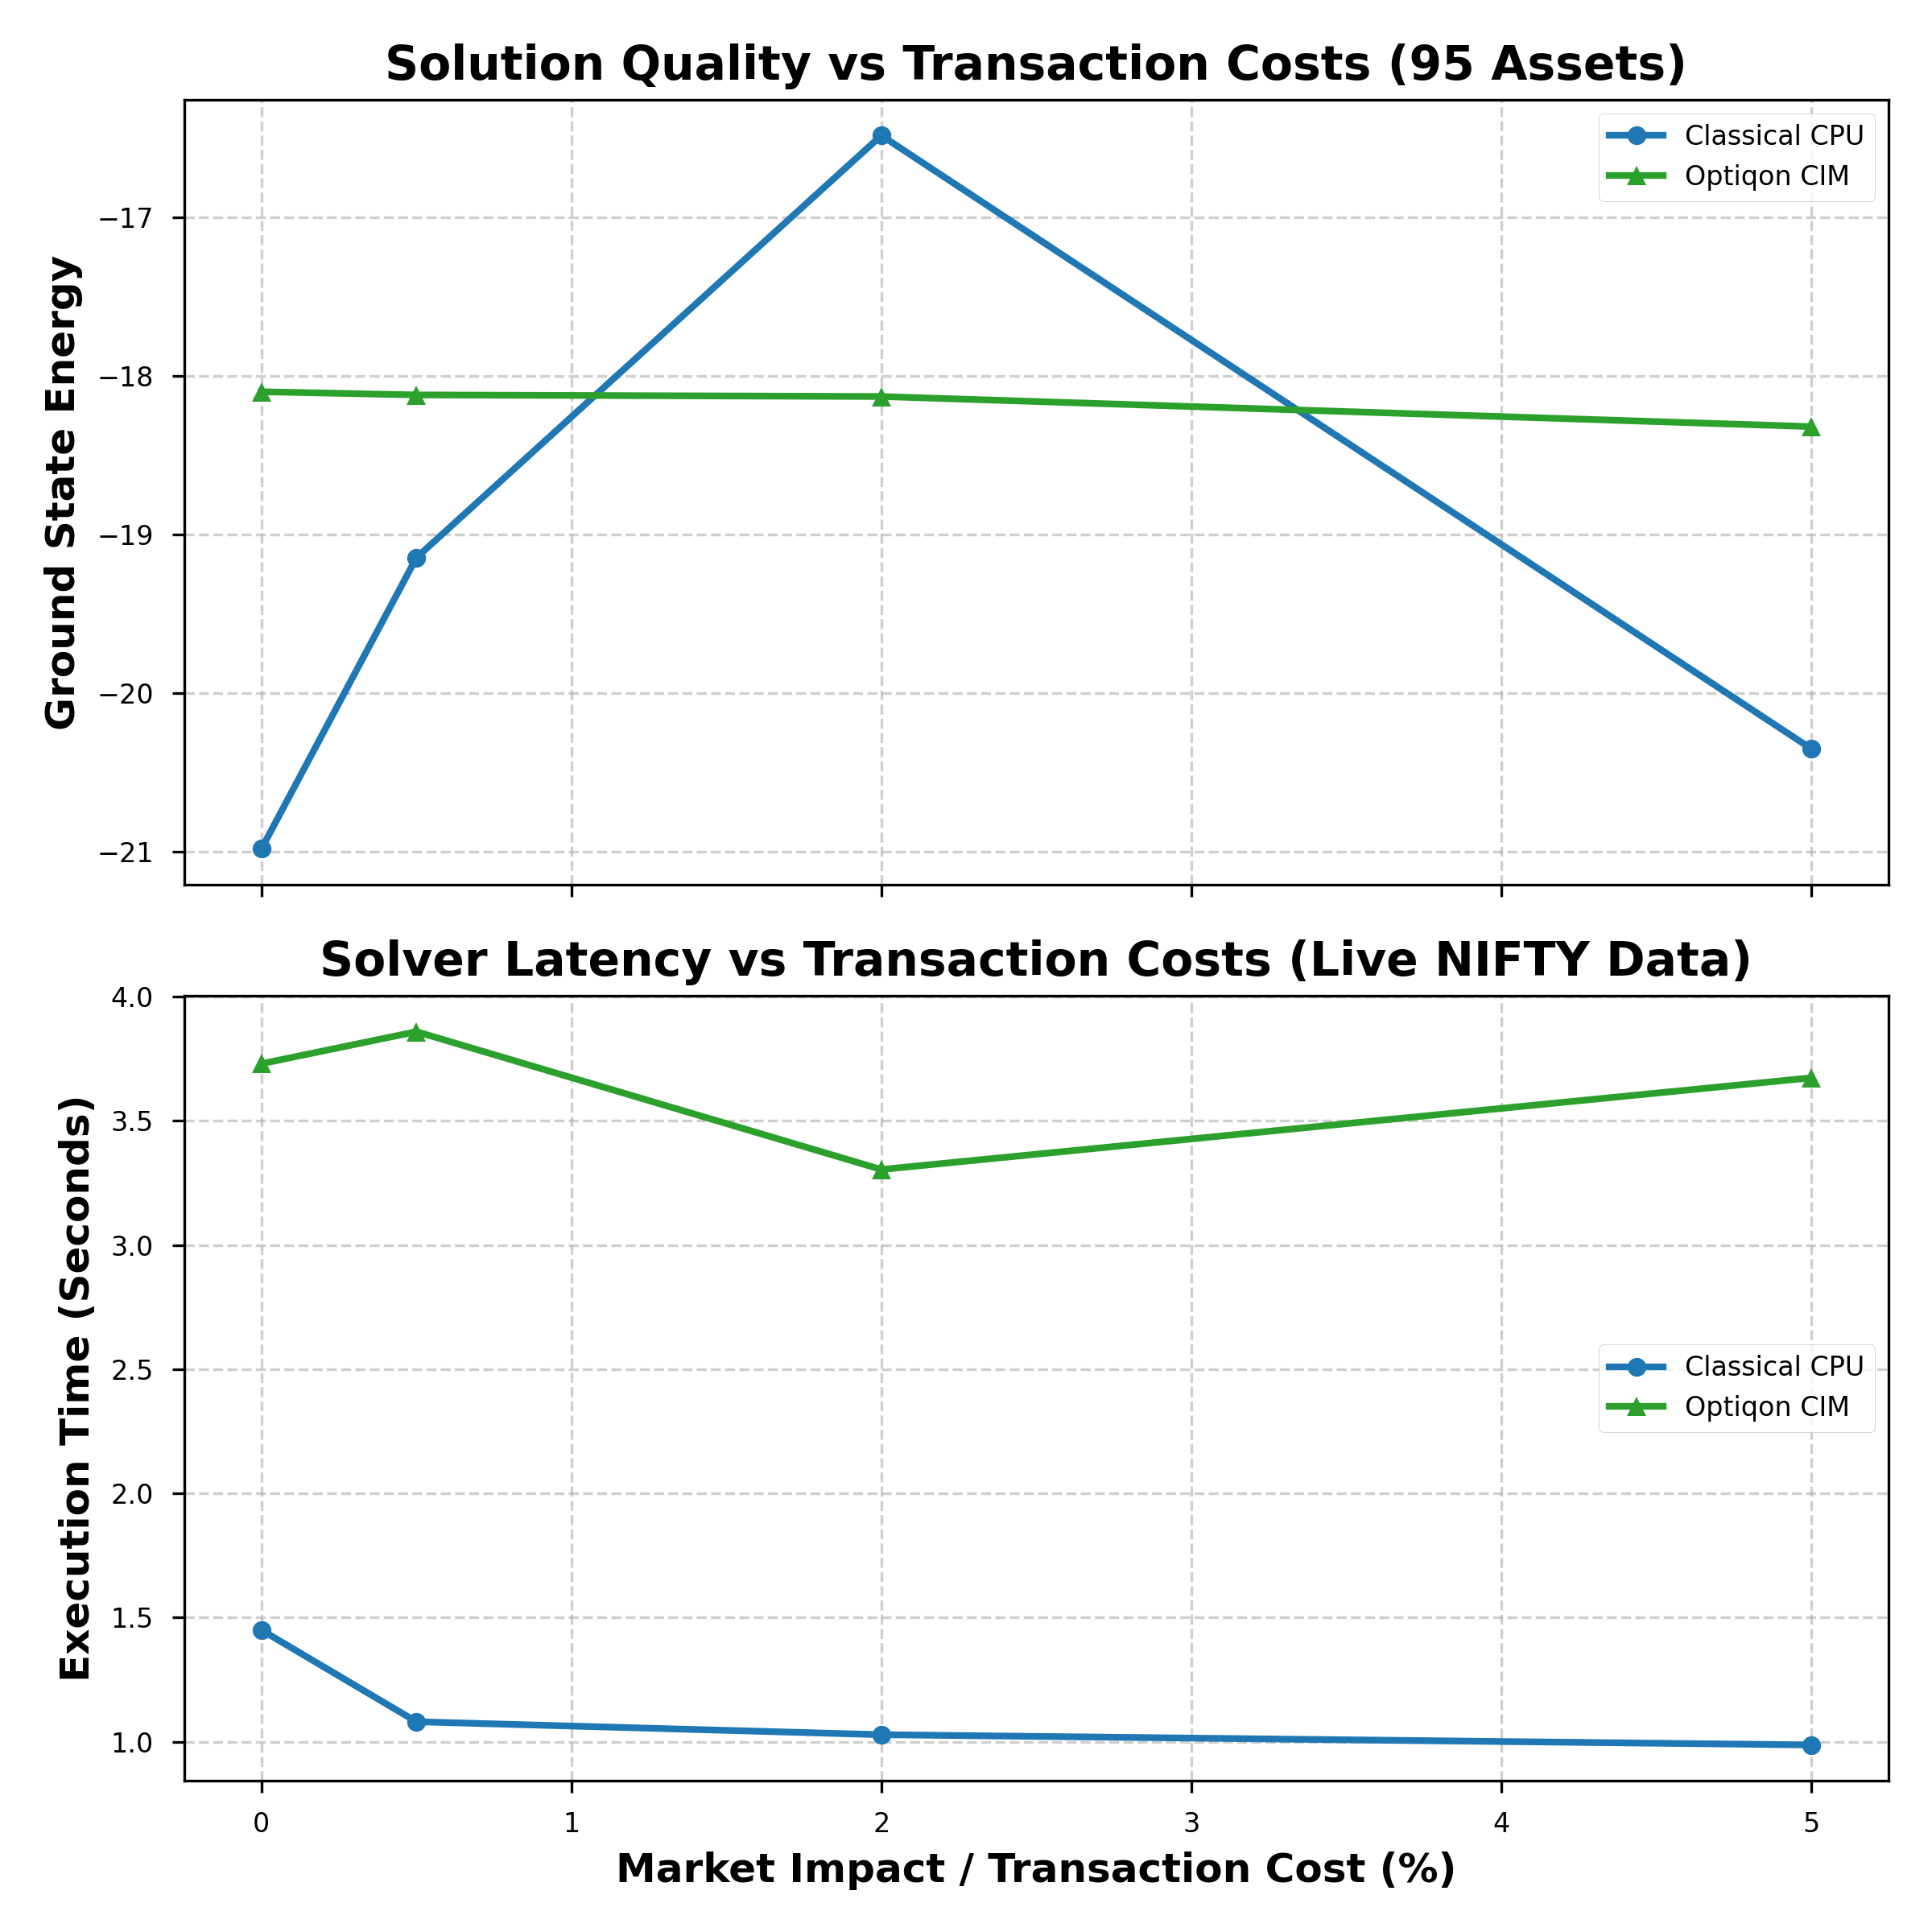 Solution Quality vs Transaction Costs (95 Assets)
Ground State Energy
−17
−18
−19
−20
−21
Classical CPU
Optiqon CIM
Solver Latency vs Transaction Costs (Live NIFTY Data)
Execution Time (Seconds)
4.0
3.5
3.0
2.5
2.0
1.5
1.0
Classical CPU
Optiqon CIM
0 1 2 3 4 5
Market Impact / Transaction Cost (%)